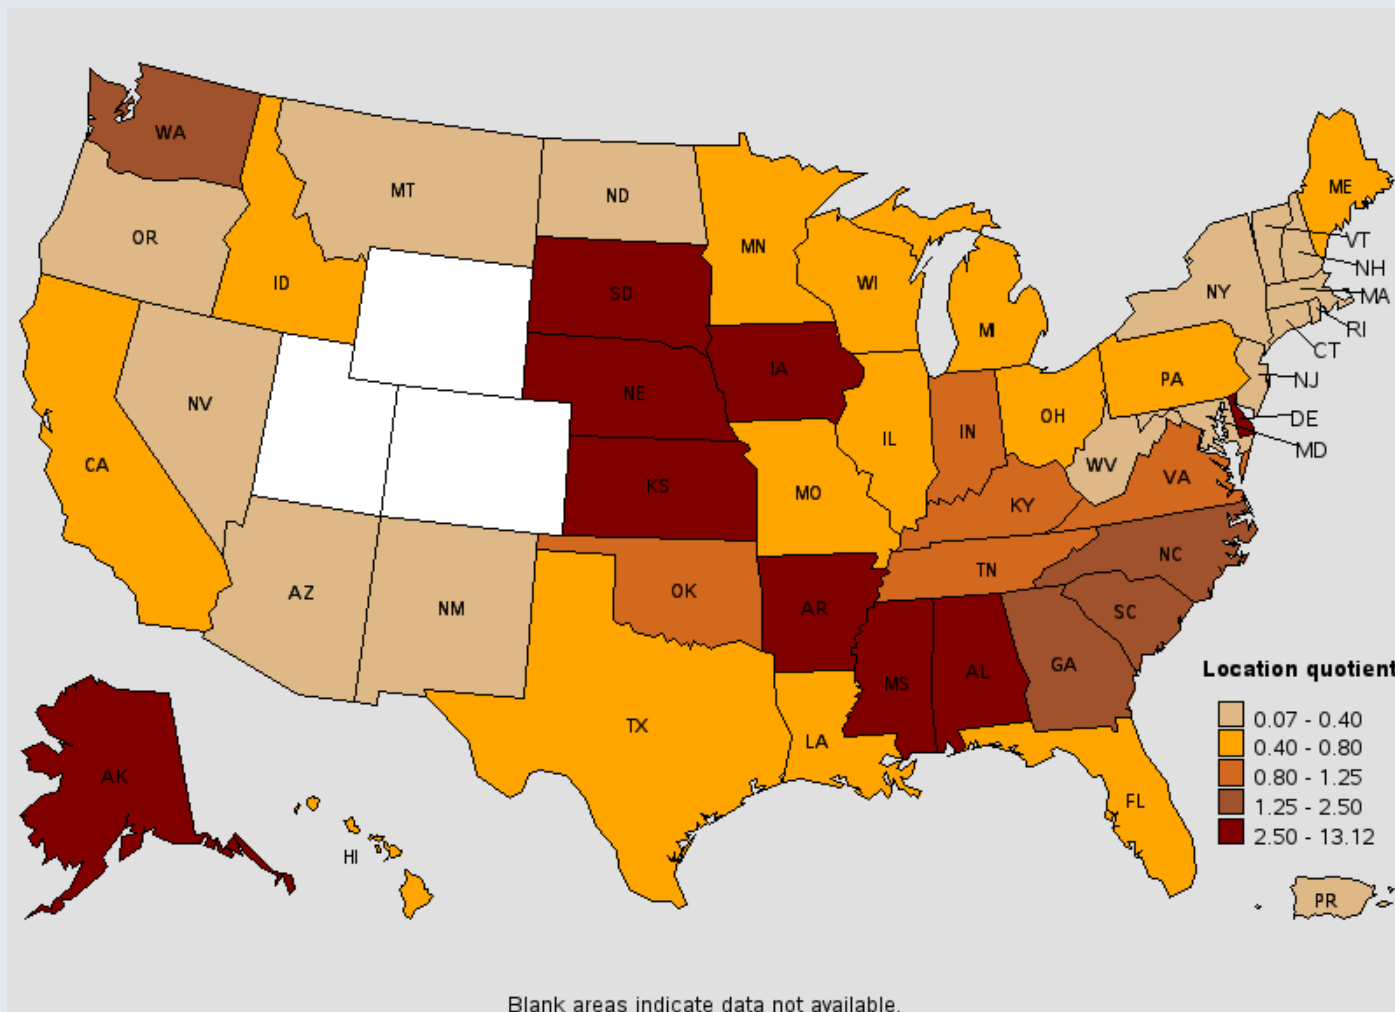 WA
MT
ND
OR
ID
SD
MN
WI
MI
ME
VT
NH
MA
RI
CT
NY
NJ
DE
MD
PA
NV
CA
NE
IA
IL
IN
OH
WV
VA
KS
MO
KY
AZ
NM
OK
AR
TN
NC
SC
TX
LA
MS
AL
GA
FL
AK
HI
PR
Location quotient
0.07 - 0.40
0.40 - 0.80
0.80 - 1.25
1.25 - 2.50
2.50 - 13.12
Blank areas indicate data not available.